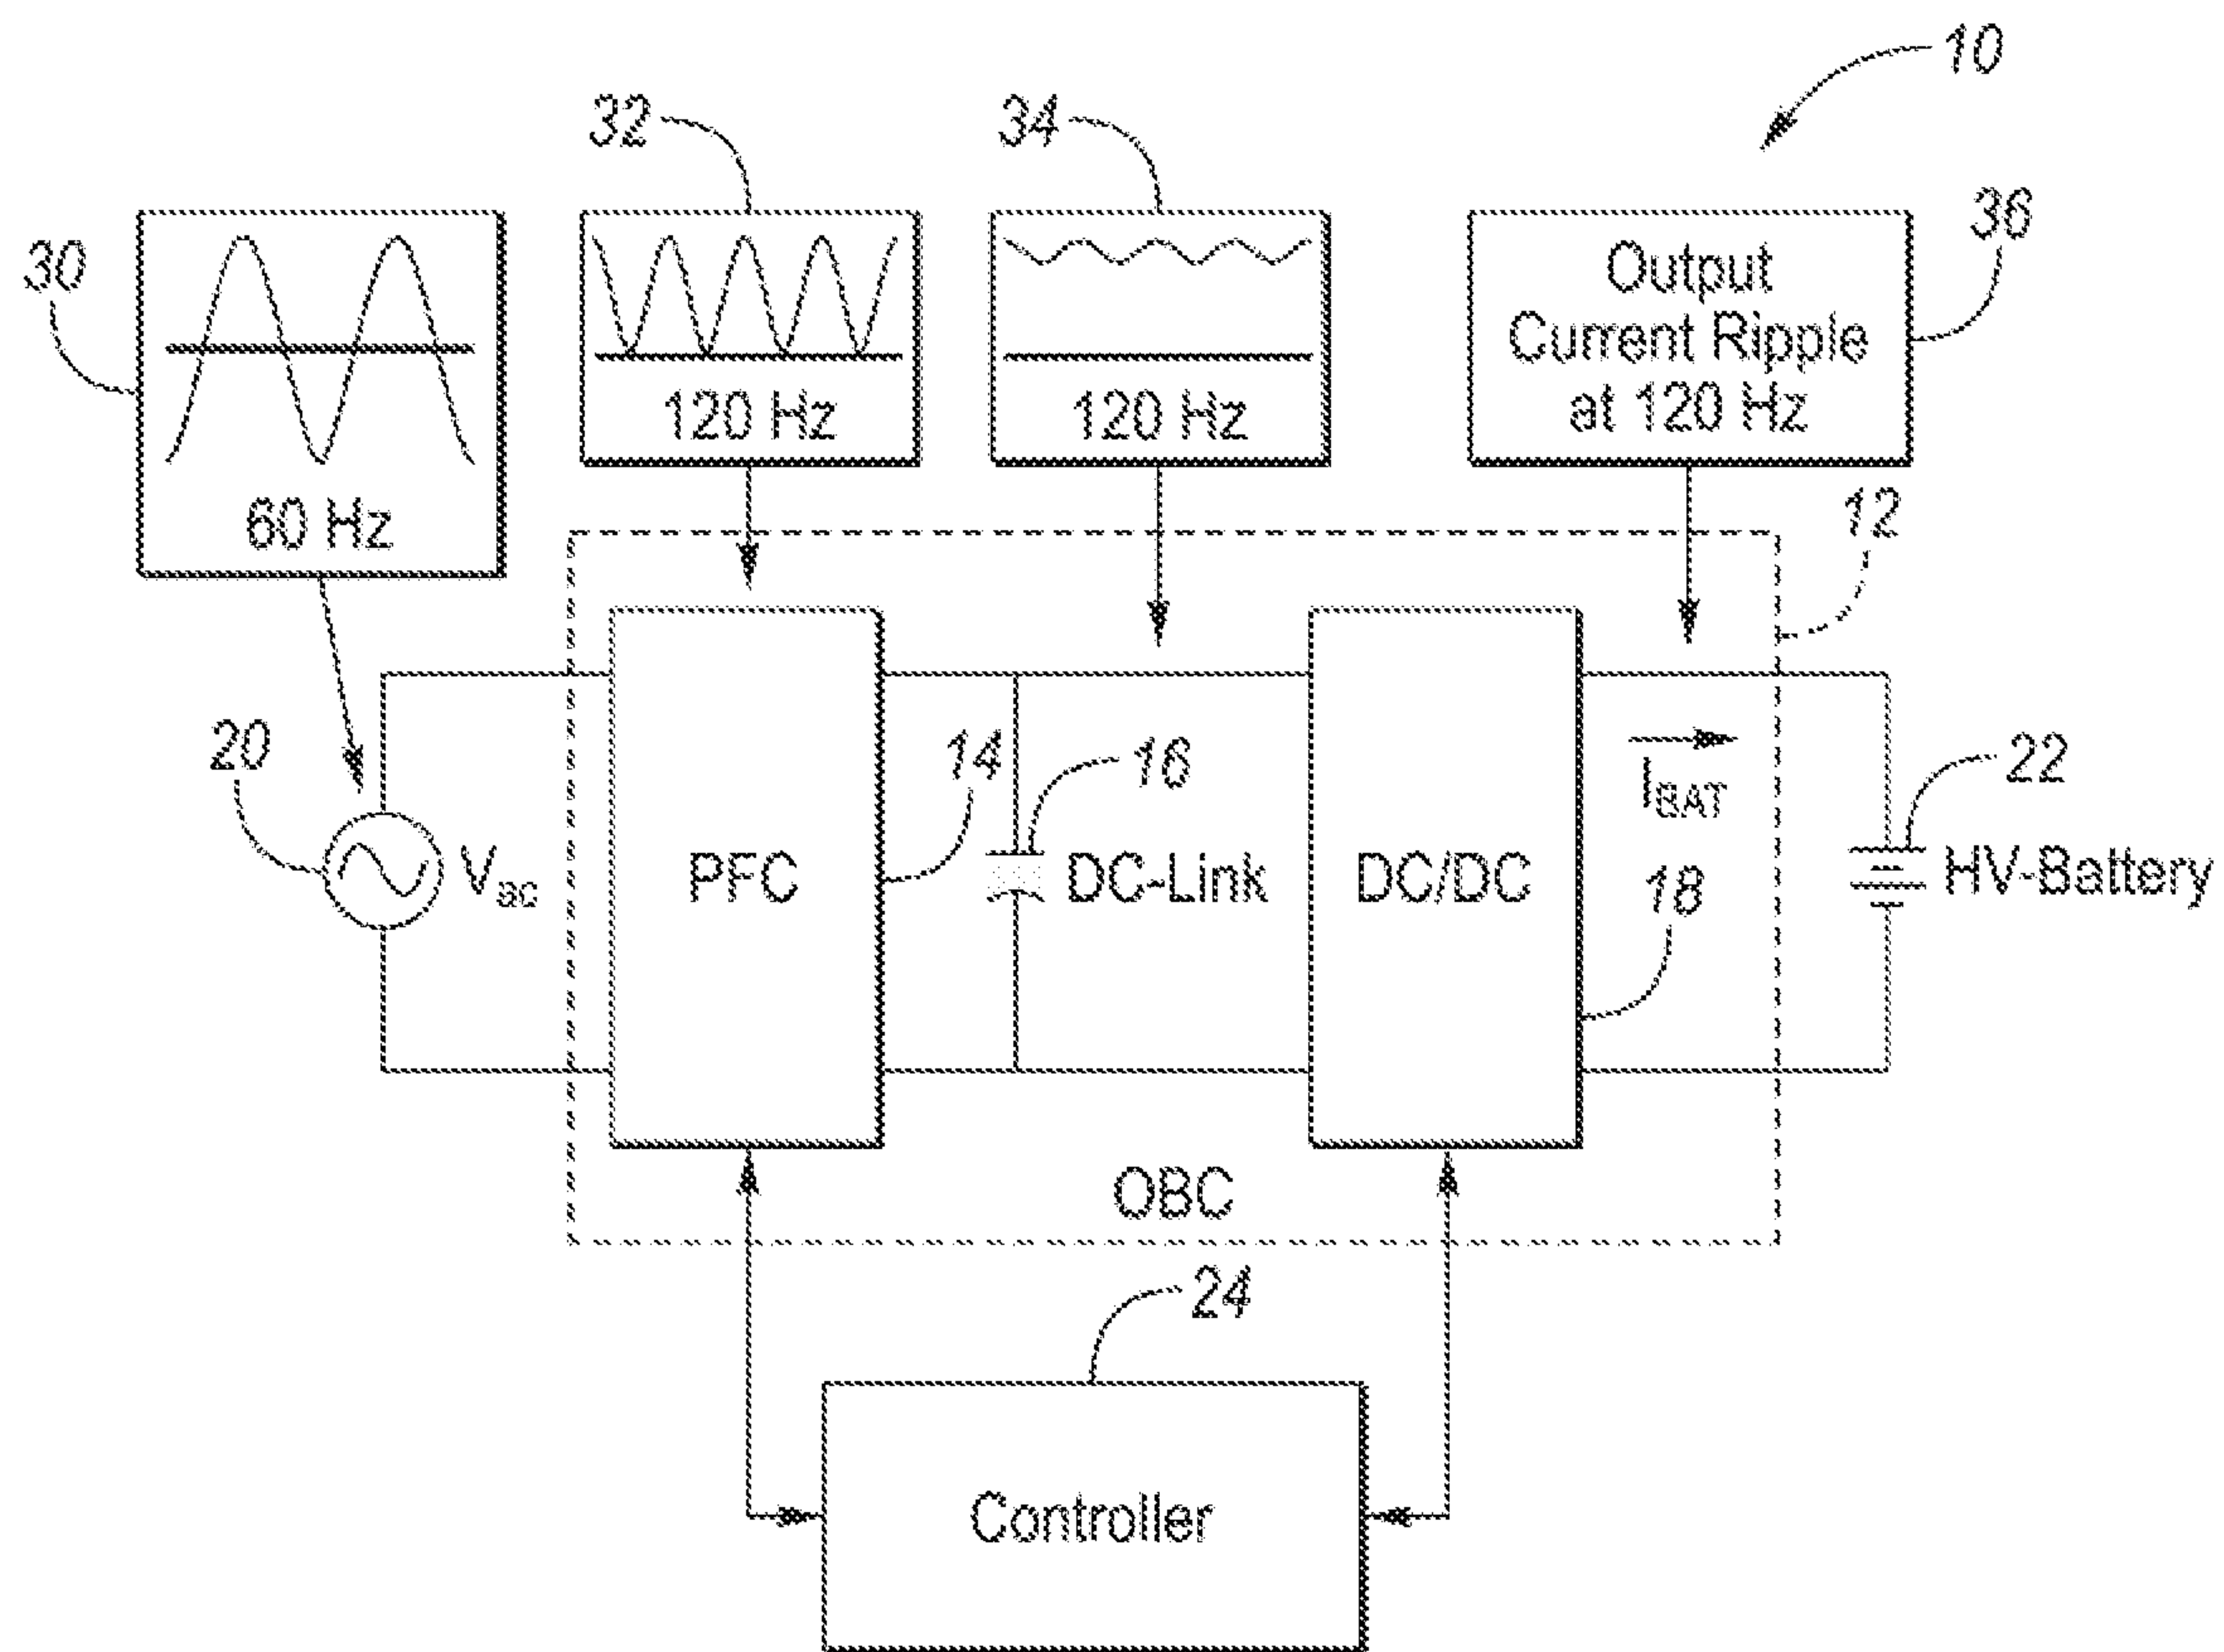 10
32
34
36
30
Output
Current Ripple
at 120 Hz
120 Hz
120 Hz
60 Hz
12
20
Vac
PFC
14
16
DC-Link
DC/DC
18
IBAT
22
HV-Battery
OBC
24
Controller